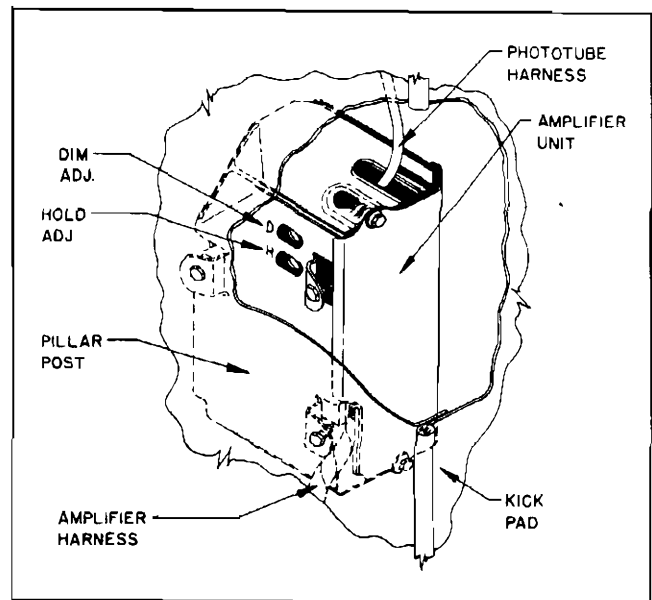 PHOTOTUBE
HARNESS
AMPLIFIER
UNIT
DIM
ADJ.
HOLD
ADJ
D
H
PILLAR
POST
AMPLIFIER
HARNESS
KICK
PAD